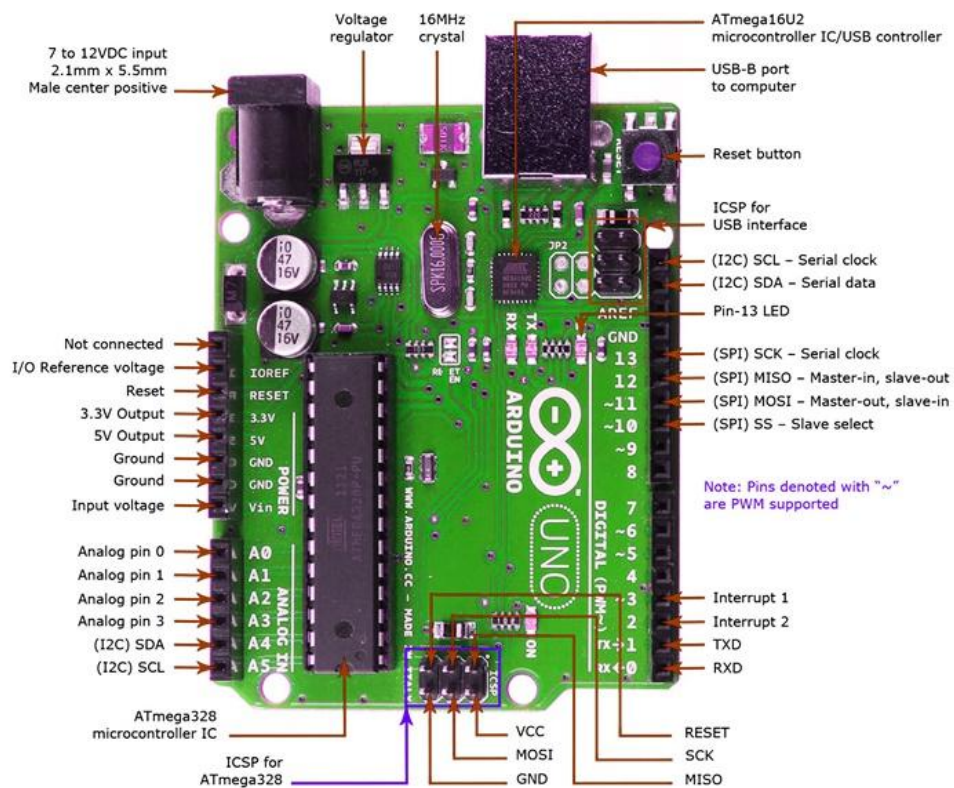 7 to 12VDC input
2.1mm x 5.5mm
Male center positive
Voltage
regulator
16MHz
crystal
ATmega16U2
microcontroller IC/USB controller
USB-B port
to computer
Reset button
ICSP for
USB interface
(I2C) SCL – Serial clock
(I2C) SDA – Serial data
Pin-13 LED
(SPI) SCK – Serial clock
(SPI) MISO – Master-in, slave-out
(SPI) MOSI – Master-out, slave-in
(SPI) SS – Slave select
Note: Pins denoted with "~"
are PWM supported
Interrupt 1
Interrupt 2
TXD
RXD
Not connected
I/O Reference voltage
Reset
3.3V Output
5V Output
Ground
Ground
Input voltage
Analog pin 0
Analog pin 1
Analog pin 2
Analog pin 3
(I2C) SDA
(I2C) SCL
ATmega328
microcontroller IC
ICSP for
ATmega328
VCC
MOSI
GND
RESET
SCK
MISO
RESET
47
16V
47
16V
SPK16.000G
JP2
AREF
GND
13
12
~11
~10
~9
8
7
~6
~5
4
~3
2
TX→1
RX←0
DIGITAL (PWM~)
IOREF
RESET
3.3V
5V
GND
GND
Vin
POWER
A0
A1
A2
A3
A4
A5
ANALOG IN
RX
TX
ARDUINO
TM
UNO
WWW.ARDUINO.CC – MADE
ON
ICSP